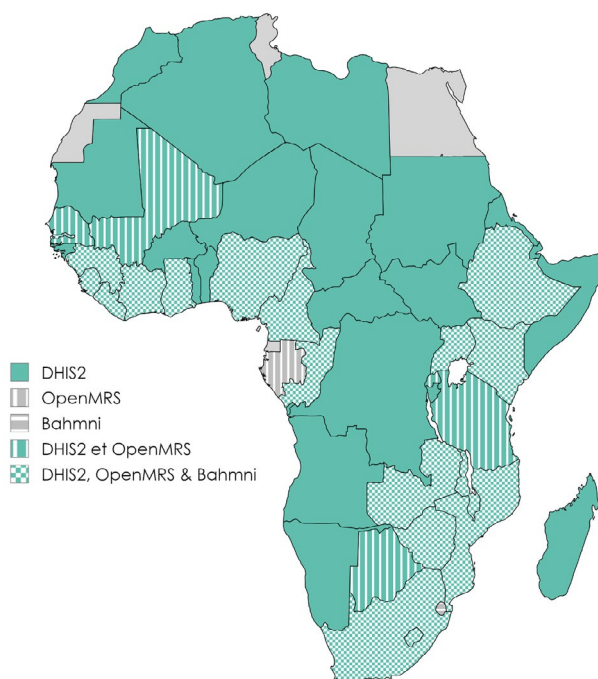 DHIS2
OpenMRS
Bahmni
DHIS2 et OpenMRS
DHIS2, OpenMRS & Bahmni